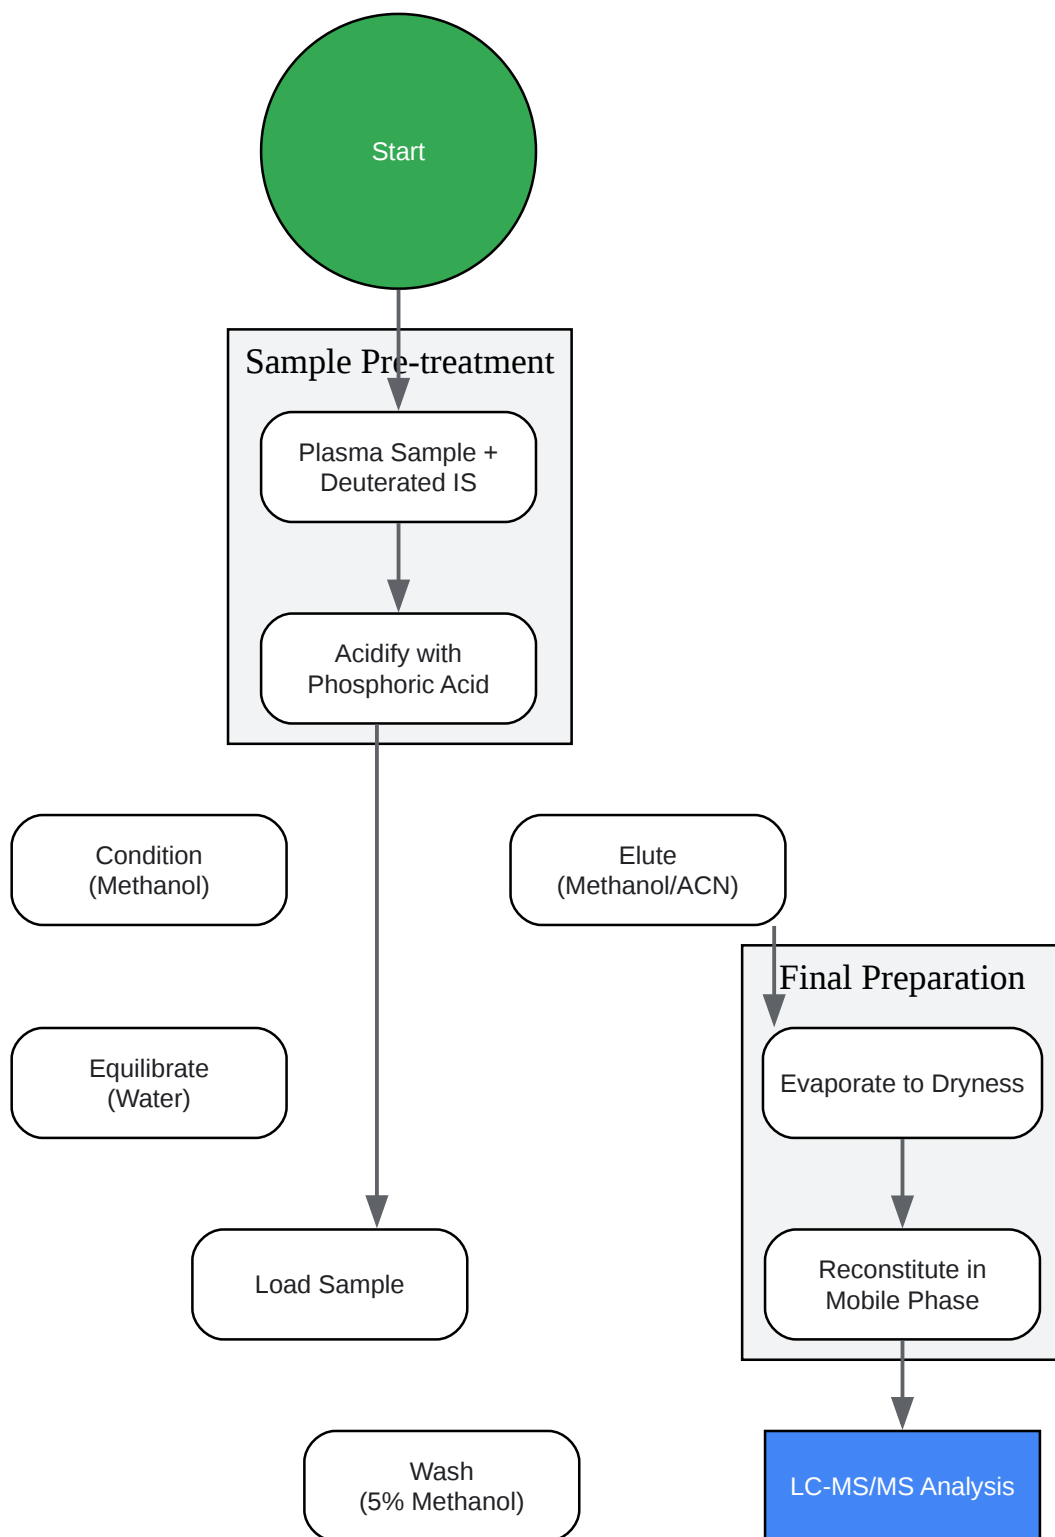 Start
Sample Pre-treatment
Plasma Sample +
Deuterated IS
Acidify with
Phosphoric Acid
Condition
(Methanol)
Elute
(Methanol/ACN)
Final Preparation
Equilibrate
(Water)
Evaporate to Dryness
Load Sample
Reconstitute in
Mobile Phase
Wash
(5% Methanol)
LC-MS/MS Analysis